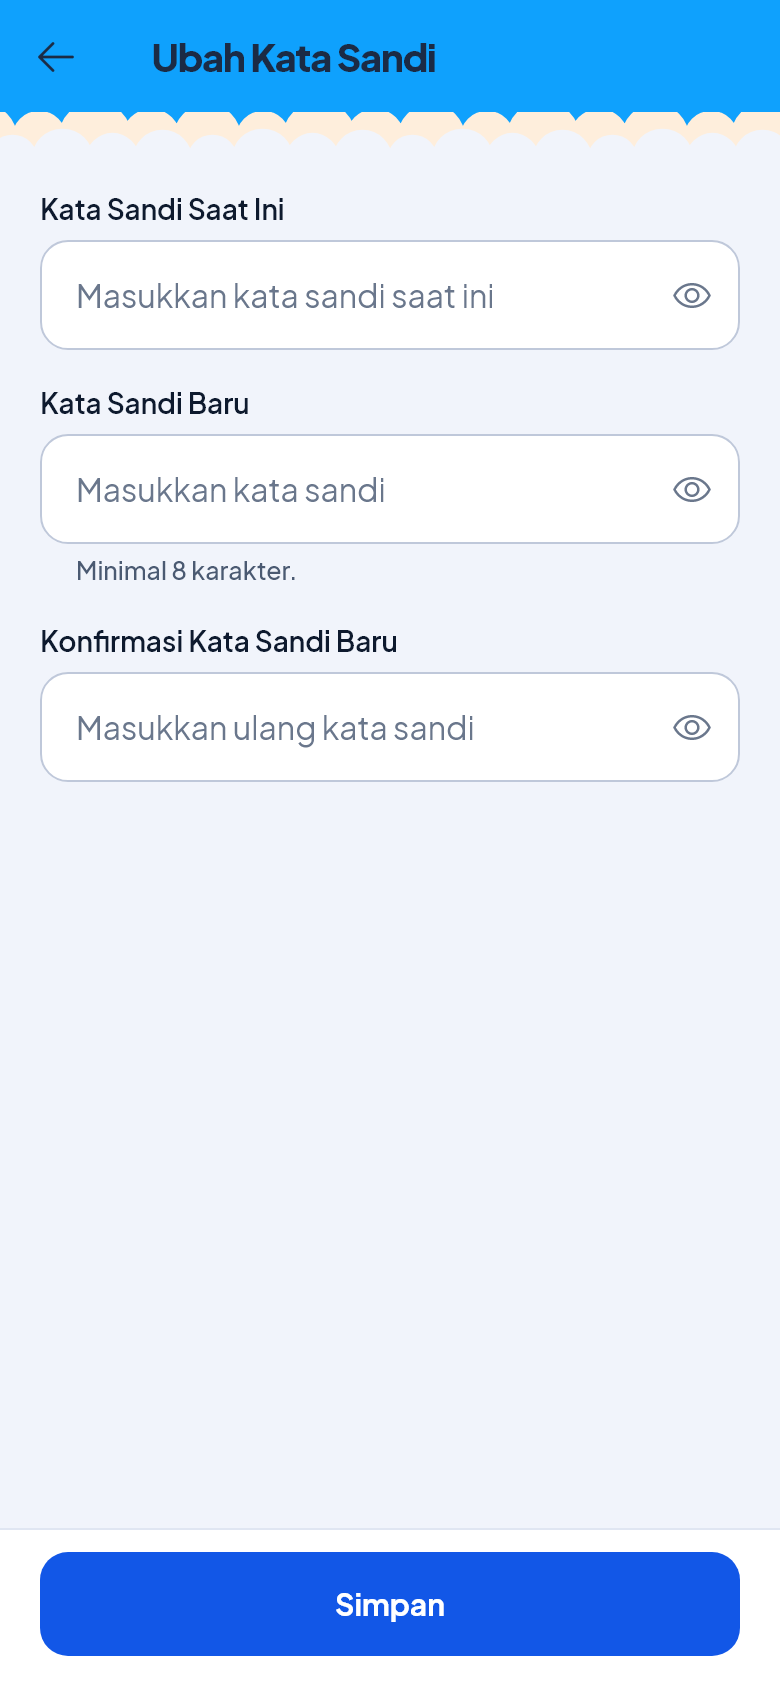 Ubah Kata Sandi
Kata Sandi Saat Ini
Masukkan kata sandi saat ini
Kata Sandi Baru
Masukkan kata sandi
Minimal 8 karakter.
Konfirmasi Kata Sandi Baru
Masukkan ulang kata sandi
Simpan